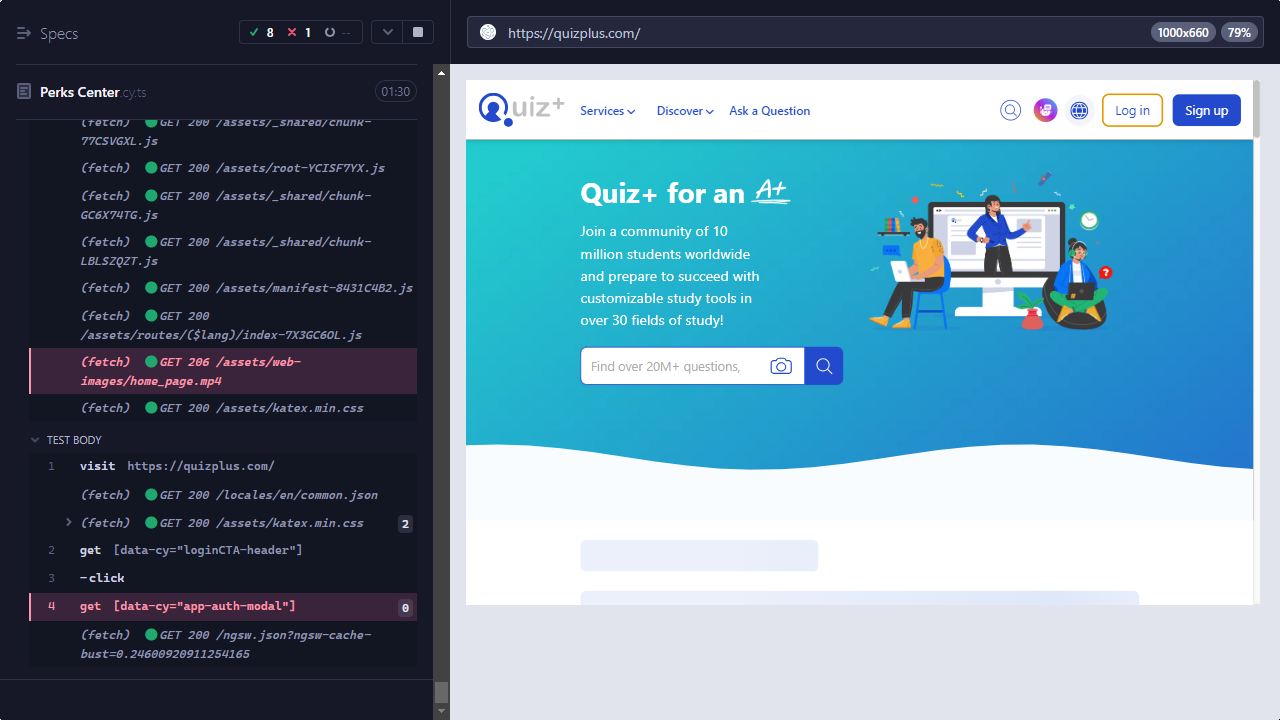 Specs
8
1
--
Perks Center.cy.ts
01:30
(fetch) GET 200 /assets/_shared/chunk-
77CSVGXL.js
(fetch) GET 200 /assets/root-YCISF7YX.js
(fetch) GET 200 /assets/_shared/chunk-
GC6X74TG.js
(fetch) GET 200 /assets/_shared/chunk-
LBLSZQZT.js
(fetch) GET 200 /assets/manifest-8431C4B2.js
(fetch) GET 200
/assets/routes/($lang)/index-7X3GC6OL.js
(fetch) GET 206 /assets/web-
images/home_page.mp4
(fetch) GET 200 /assets/katex.min.css
TEST BODY
1 visit https://quizplus.com/
(fetch) GET 200 /locales/en/common.json
(fetch) GET 200 /assets/katex.min.css 2
2 get [data-cy="loginCTA-header"]
3 -click
4 get [data-cy="app-auth-modal"] 0
(fetch) GET 200 /ngsw.json?ngsw-cache-
bust=0.24600920911254165
https://quizplus.com/
1000x660
79%
Quiz+
Services
Discover
Ask a Question
Log in
Sign up
Quiz+ for an A+
Join a community of 10
million students worldwide
and prepare to succeed with
customizable study tools in
over 30 fields of study!
Find over 20M+ questions,
?